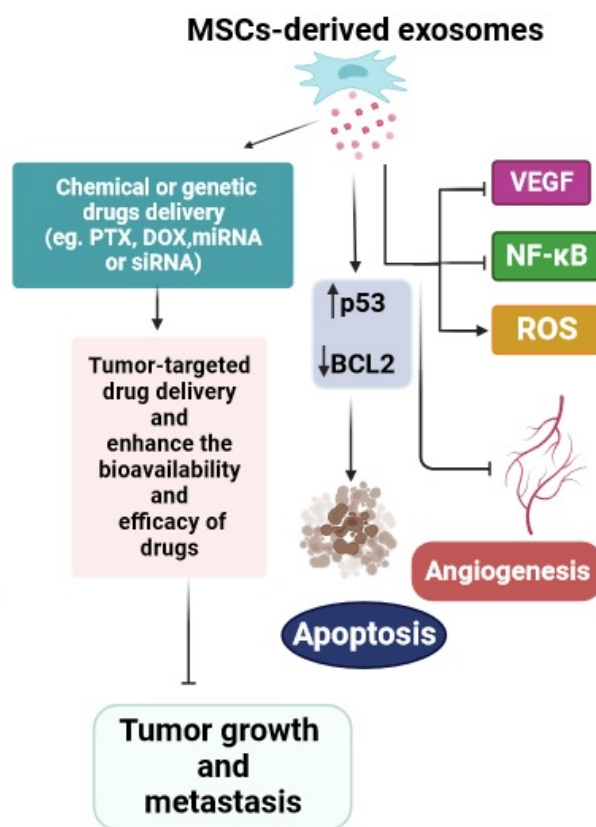 MSCs-derived exosomes
Chemical or genetic
drugs delivery
(eg. PTX, DOX,miRNA
or siRNA)
Tumor-targeted
drug delivery
and
enhance the
bioavailability
and
efficacy of
drugs
Tumor growth
and
metastasis
↑p53
↓BCL2
Apoptosis
VEGF
NF-κB
ROS
Angiogenesis